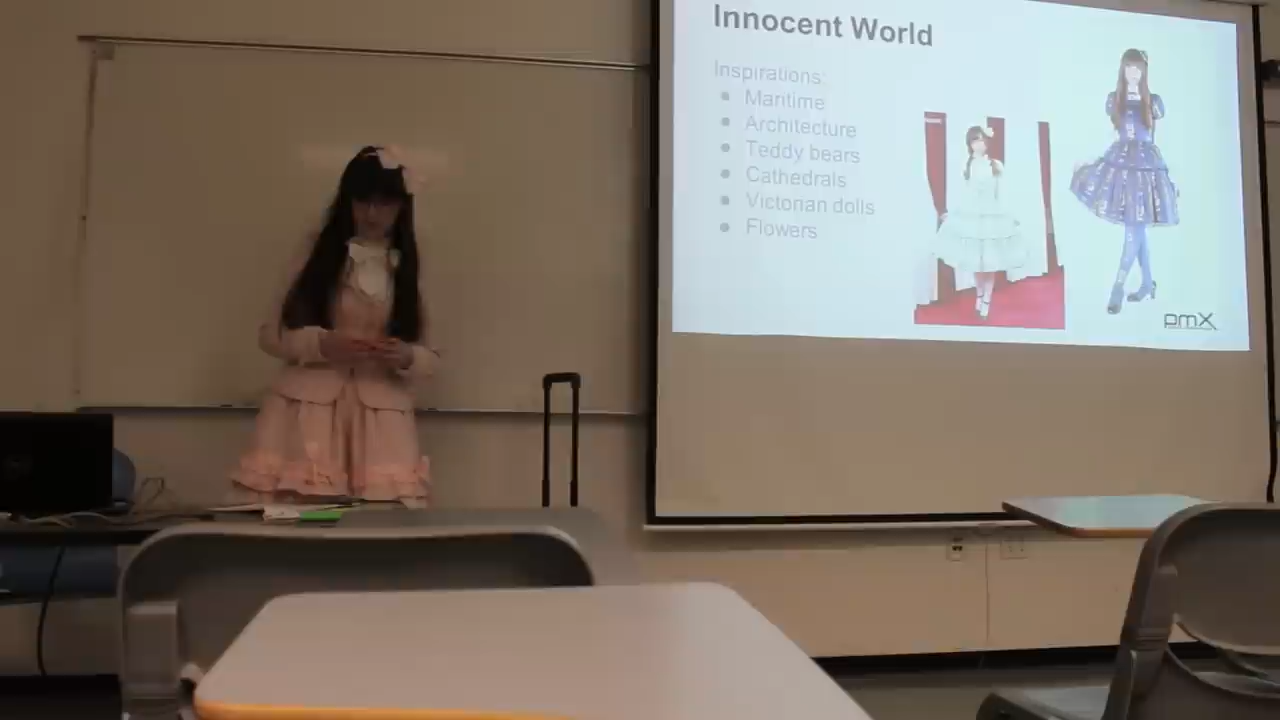 Innocent World
Inspirations:
● Maritime
● Architecture
● Teddy bears
● Cathedrals
● Victorian dolls
● Flowers
pmX